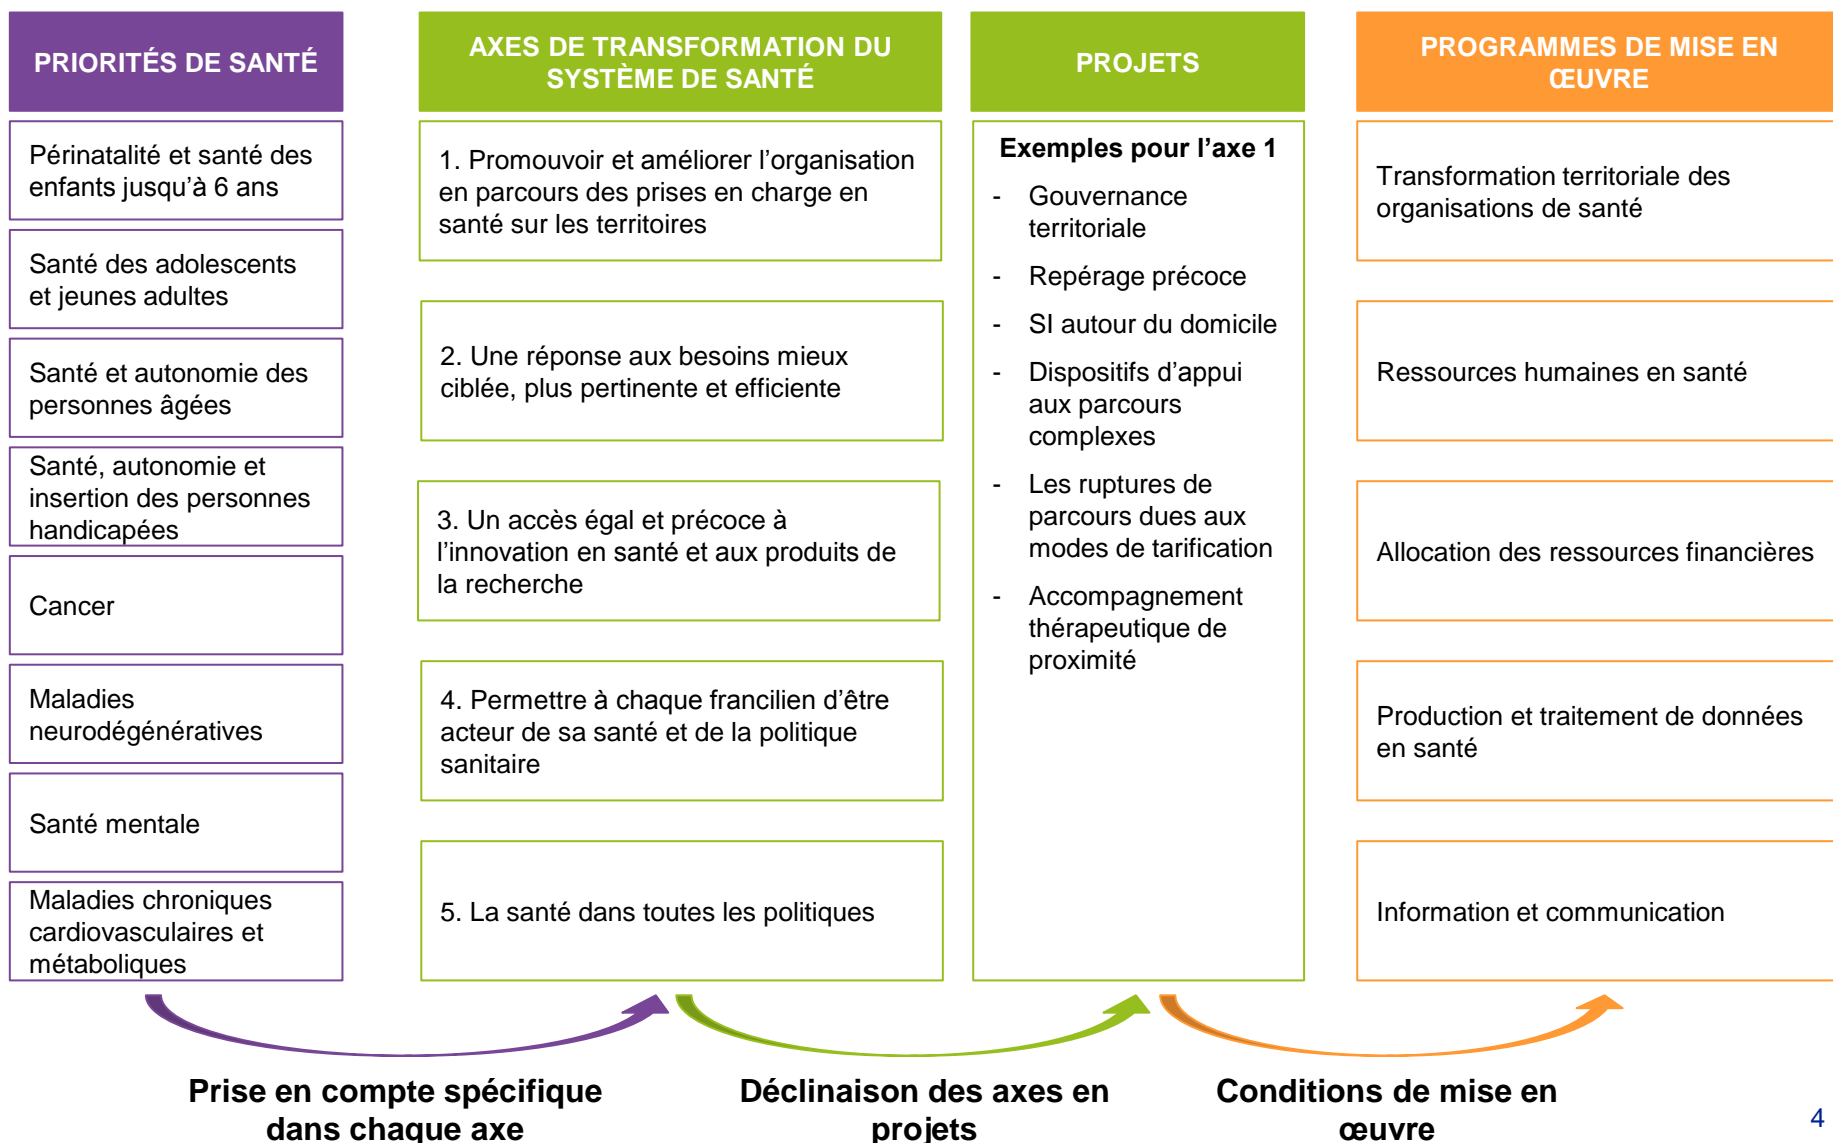 PRIORITÉS DE SANTÉ
Périnatalité et santé des
enfants jusqu’à 6 ans
Santé des adolescents
et jeunes adultes
Santé et autonomie des
personnes âgées
Santé, autonomie et
insertion des personnes
handicapées
Cancer
Maladies
neurodégénératives
Santé mentale
Maladies chroniques
cardiovasculaires et
métaboliques
AXES DE TRANSFORMATION DU
SYSTÈME DE SANTÉ
1. Promouvoir et améliorer l’organisation
en parcours des prises en charge en
santé sur les territoires
2. Une réponse aux besoins mieux
ciblée, plus pertinente et efficiente
3. Un accès égal et précoce à
l’innovation en santé et aux produits de
la recherche
4. Permettre à chaque francilien d’être
acteur de sa santé et de la politique
sanitaire
5. La santé dans toutes les politiques
PROJETS
Exemples pour l’axe 1
- Gouvernance
territoriale
- Repérage précoce
- SI autour du domicile
- Dispositifs d’appui
aux parcours
complexes
- Les ruptures de
parcours dues aux
modes de tarification
- Accompagnement
thérapeutique de
proximité
PROGRAMMES DE MISE EN
ŒUVRE
Transformation territoriale des
organisations de santé
Ressources humaines en santé
Allocation des ressources financières
Production et traitement de données
en santé
Information et communication
Prise en compte spécifique
dans chaque axe
Déclinaison des axes en
projets
Conditions de mise en
œuvre
4